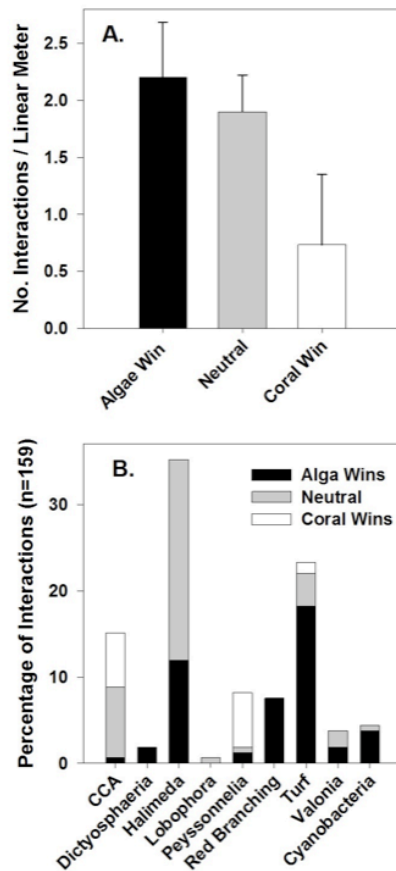 A.
No. Interactions / Linear Meter
2.5
2.0
1.5
1.0
0.5
0.0
Algae Win
Neutral
Coral Win
B.
Alga Wins
Neutral
Coral Wins
Percentage of Interactions (n=159)
30
20
10
0
CCA
Dictyosphaeria
Halimeda
Lobophora
Peyssonnelia
Red Branching
Turf
Valonia
Cyanobacteria